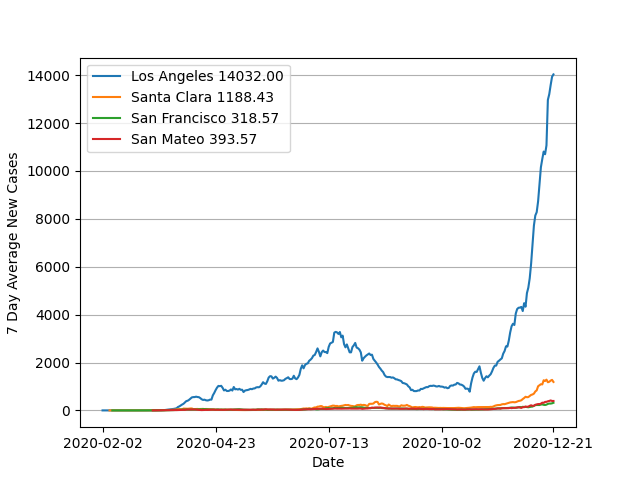 Los Angeles 14032.00
Santa Clara 1188.43
San Francisco 318.57
San Mateo 393.57
14000
12000
10000
8000
6000
4000
2000
0
7 Day Average New Cases
2020-02-02 2020-04-23 2020-07-13 2020-10-02 2020-12-21
Date